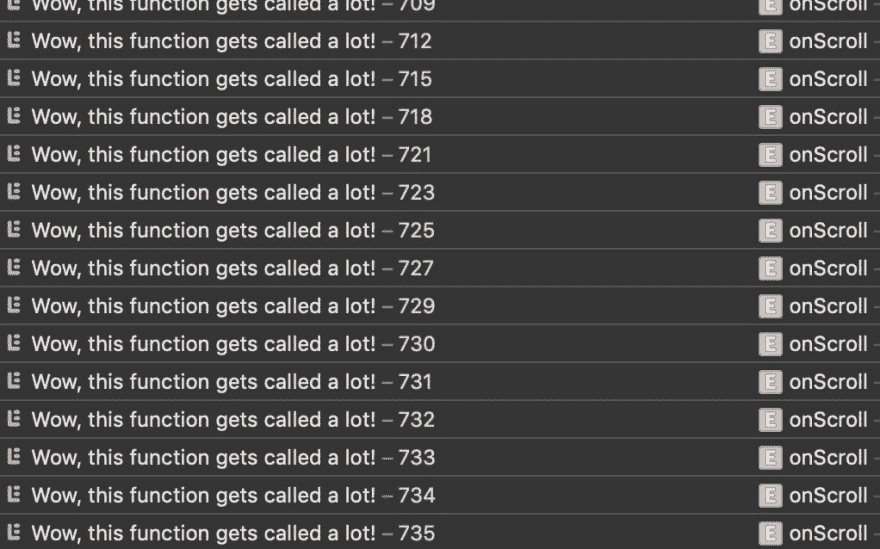 Wow, this function gets called a lot! – 709 E onScroll
Wow, this function gets called a lot! – 712 E onScroll
Wow, this function gets called a lot! – 715 E onScroll
Wow, this function gets called a lot! – 718 E onScroll
Wow, this function gets called a lot! – 721 E onScroll
Wow, this function gets called a lot! – 723 E onScroll
Wow, this function gets called a lot! – 725 E onScroll
Wow, this function gets called a lot! – 727 E onScroll
Wow, this function gets called a lot! – 729 E onScroll
Wow, this function gets called a lot! – 730 E onScroll
Wow, this function gets called a lot! – 731 E onScroll
Wow, this function gets called a lot! – 732 E onScroll
Wow, this function gets called a lot! – 733 E onScroll
Wow, this function gets called a lot! – 734 E onScroll
Wow, this function gets called a lot! – 735 E onScroll